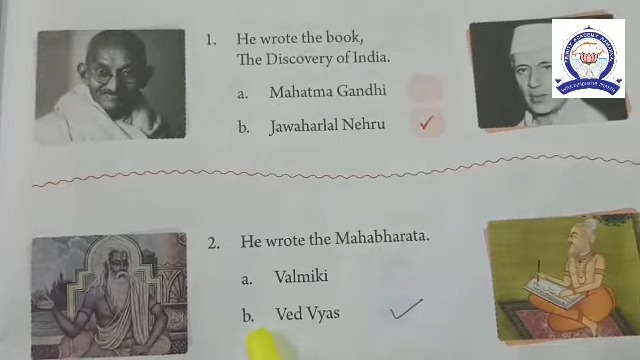 1. He wrote the book,
The Discovery of India.
a. Mahatma Gandhi
b. Jawaharlal Nehru ✓
2. He wrote the Mahabharata.
a. Valmiki
b. Ved Vyas ✓